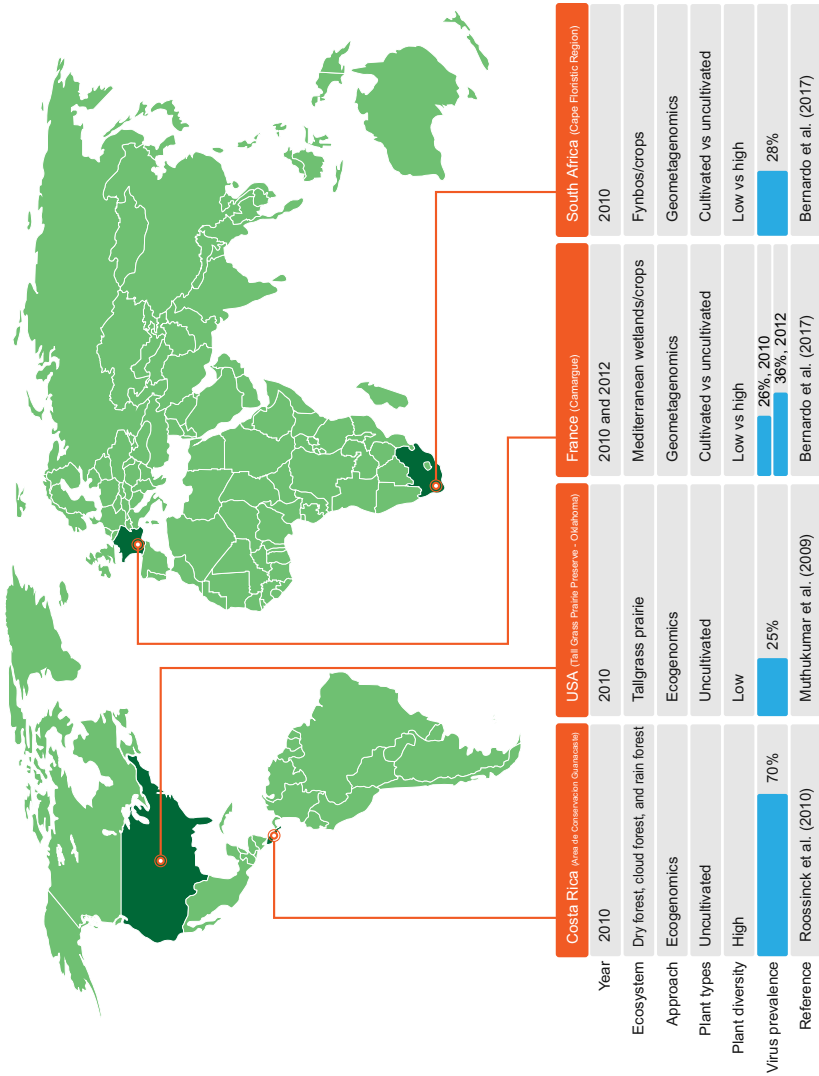 Costa Rica (Area de Conservacion Guanacaste)
USA (Tall Grass Prairie Preserve - Oklahoma)
France (Camargue)
South Africa (Cape Floristic Region)
Year
2010
2010
2010 and 2012
2010
Ecosystem
Dry forest, cloud forest, and rain forest
Tallgrass prairie
Mediterranean wetlands/crops
Fynbos/crops
Approach
Ecogenomics
Ecogenomics
Geometagenomics
Geometagenomics
Plant types
Uncultivated
Uncultivated
Cultivated vs uncultivated
Cultivated vs uncultivated
Plant diversity
High
Low
Low vs high
Low vs high
Virus prevalence
70%
25%
26%, 2010
36%, 2012
28%
Reference
Roossinck et al. (2010)
Muthukumar et al. (2009)
Bernardo et al. (2017)
Bernardo et al. (2017)